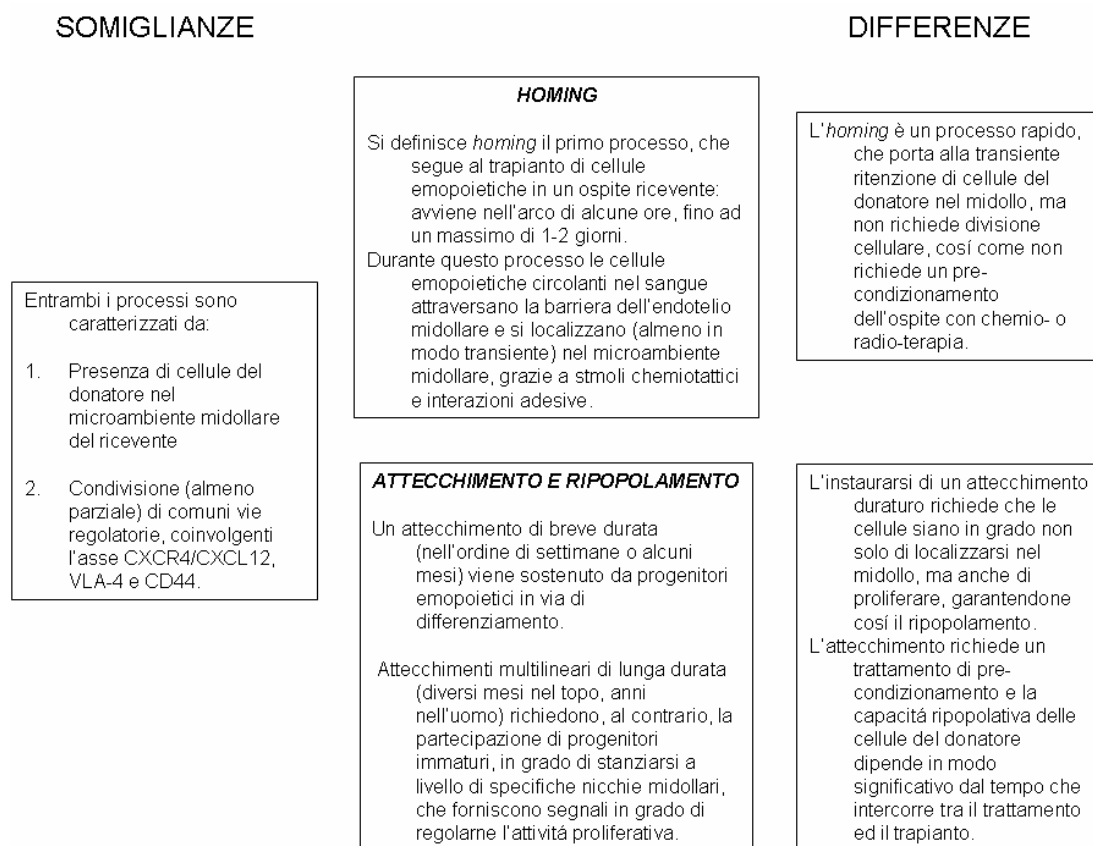 SOMIGLIANZE
DIFFERENZE
Entrambi i processi sono
caratterizzati da:
1. Presenza di cellule del
donatore nel
microambiente midollare
del ricevente
2. Condivisione (almeno
parziale) di comuni vie
regolatorie, coinvolgenti
l'asse CXCR4/CXCL12,
VLA-4 e CD44.
HOMING
Si definisce homing il primo processo, che
segue al trapianto di cellule
emopoietiche in un ospite ricevente:
avviene nell'arco di alcune ore, fino ad
un massimo di 1-2 giorni.
Durante questo processo le cellule
emopoietiche circolanti nel sangue
attraversano la barriera dell'endotelio
midollare e si localizzano (almeno in
modo transiente) nel microambiente
midollare, grazie a stmoli chemiotattici
e interazioni adesive.
L'homing è un processo rapido,
che porta alla transiente
ritenzione di cellule del
donatore nel midollo, ma
non richiede divisione
cellulare, cosí come non
richiede un pre-
condizionamento
dell'ospite con chemio- o
radio-terapia.
ATTECCHIMENTO E RIPOPOLAMENTO
Un attecchimento di breve durata
(nell'ordine di settimane o alcuni
mesi) viene sostenuto da progenitori
emopoietici in via di
differenziamento.
Attecchimenti multilineari di lunga durata
(diversi mesi nel topo, anni
nell'uomo) richiedono, al contrario, la
partecipazione di progenitori
immaturi, in grado di stanziarsi a
livello di specifiche nicchie midollari,
che forniscono segnali in grado di
regolarne l'attivitá proliferativa.
L'instaurarsi di un attecchimento
duraturo richiede che le
cellule siano in grado non
solo di localizzarsi nel
midollo, ma anche di
proliferare, garantendone
cosí il ripopolamento.
L'attecchimento richiede un
trattamento di pre-
condizionamento e la
capacitá ripopolativa delle
cellule del donatore
dipende in modo
significativo dal tempo che
intercorre tra il trattamento
ed il trapianto.